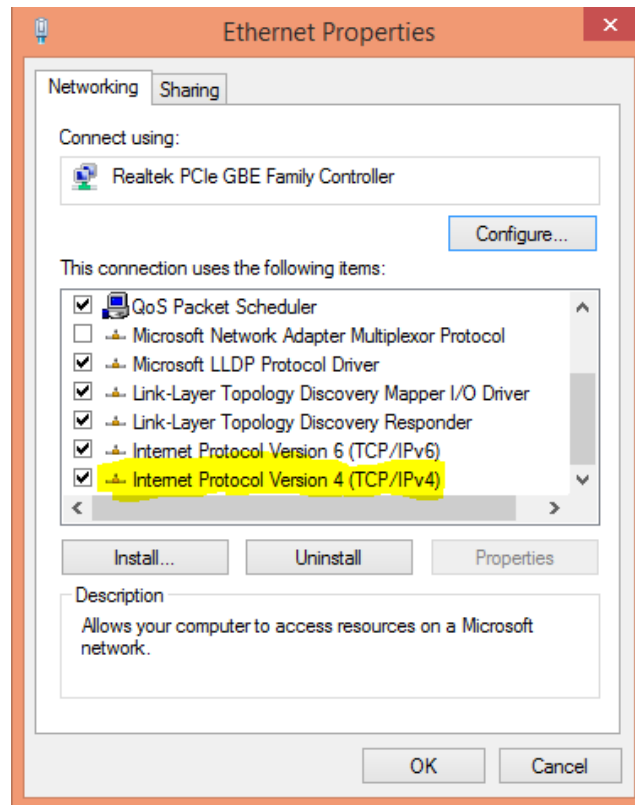 Ethernet Properties
Networking
Sharing
Connect using:
Realtek PCIe GBE Family Controller
Configure...
This connection uses the following items:
QoS Packet Scheduler
Microsoft Network Adapter Multiplexor Protocol
Microsoft LLDP Protocol Driver
Link-Layer Topology Discovery Mapper I/O Driver
Link-Layer Topology Discovery Responder
Internet Protocol Version 6 (TCP/IPv6)
Internet Protocol Version 4 (TCP/IPv4)
Install...
Uninstall
Properties
Description
Allows your computer to access resources on a Microsoft
network.
OK
Cancel